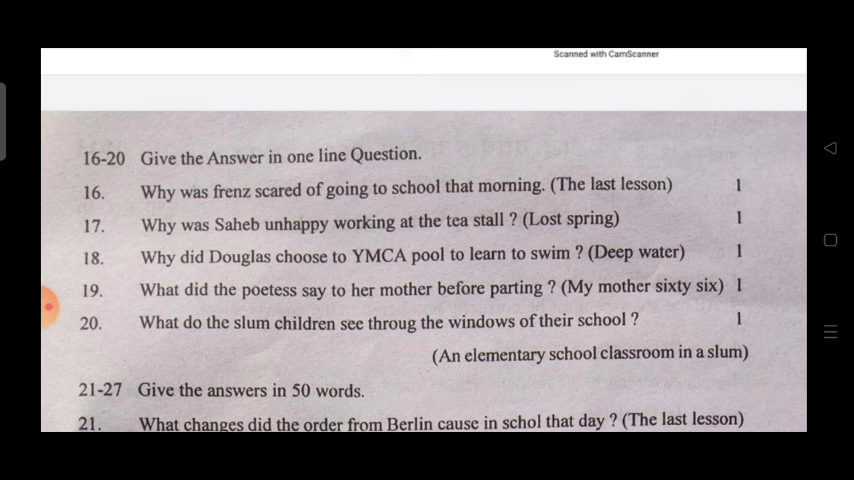 Scanned with CamScanner
16-20 Give the Answer in one line Question.
16. Why was frenz scared of going to school that morning. (The last lesson) 1
17. Why was Saheb unhappy working at the tea stall ? (Lost spring) 1
18. Why did Douglas choose to YMCA pool to learn to swim ? (Deep water) 1
19. What did the poetess say to her mother before parting ? (My mother sixty six) 1
20. What do the slum children see throug the windows of their school ? 1
(An elementary school classroom in a slum)
21-27 Give the answers in 50 words.
21. What changes did the order from Berlin cause in schol that day ? (The last lesson)